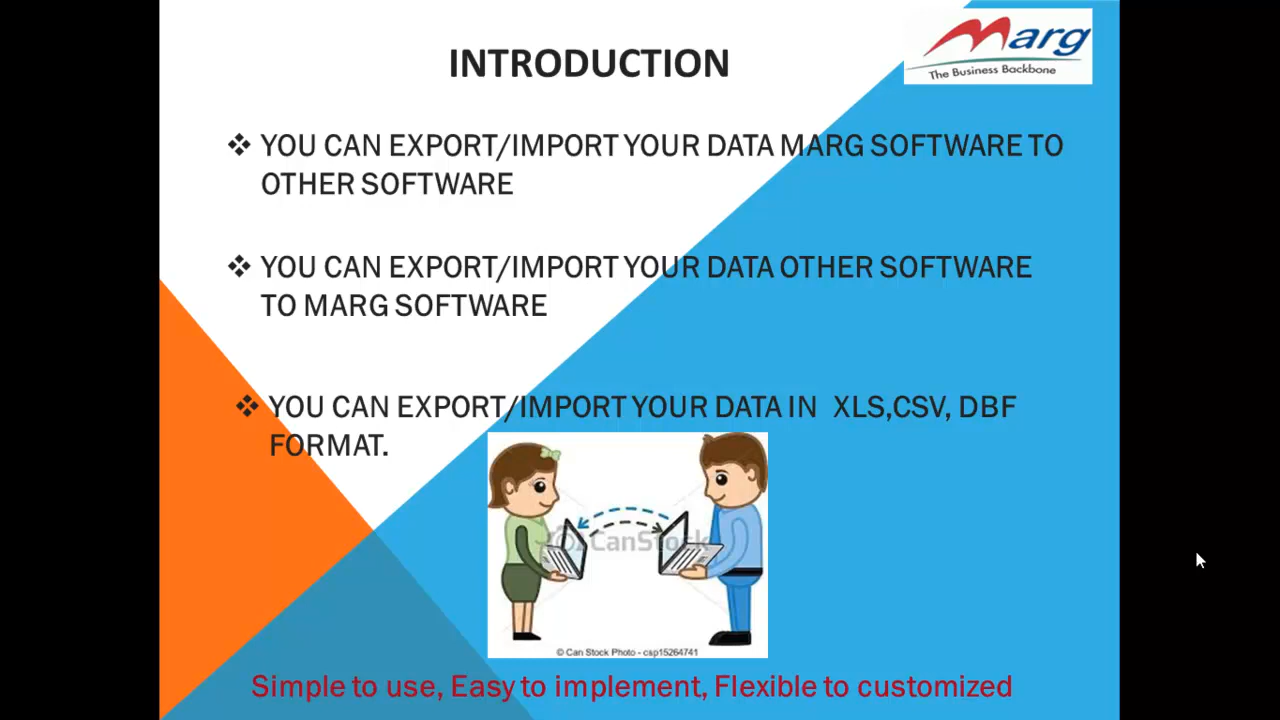 INTRODUCTION
Marg
The Business Backbone
❖ YOU CAN EXPORT/IMPORT YOUR DATA MARG SOFTWARE TO
OTHER SOFTWARE
❖ YOU CAN EXPORT/IMPORT YOUR DATA OTHER SOFTWARE
TO MARG SOFTWARE
❖ YOU CAN EXPORT/IMPORT YOUR DATA IN XLS,CSV, DBF
FORMAT.
CanStock
© Can Stock Photo - csp15264741
Simple to use, Easy to implement, Flexible to customized